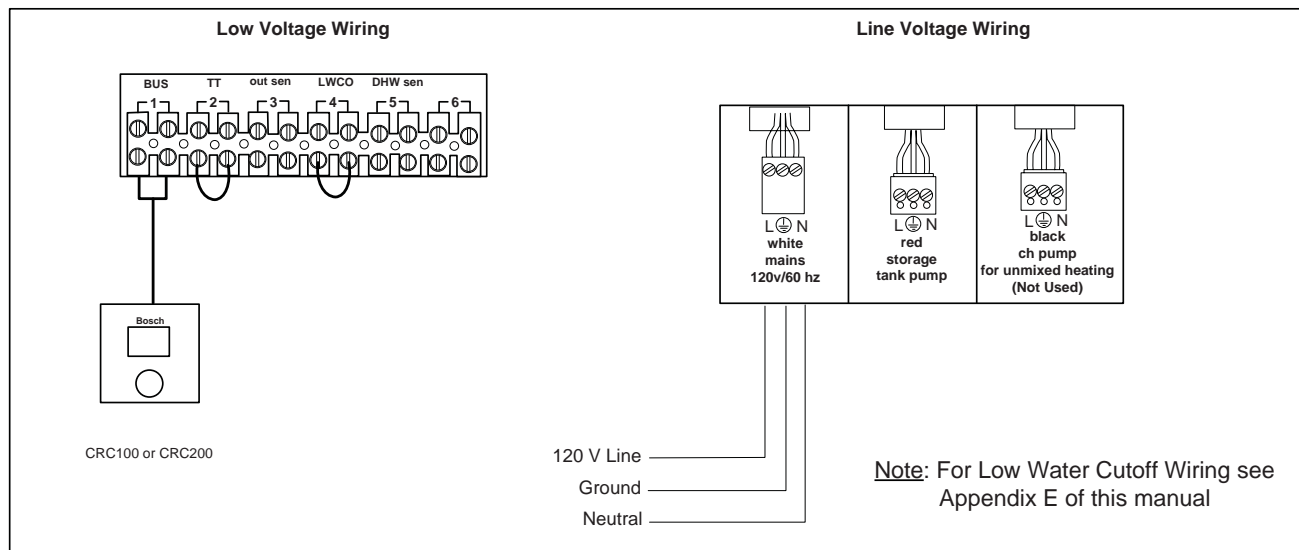 Low Voltage Wiring
BUS TT out sen LWCO DHW sen
1 2 3 4 5 6
Bosch
CRC100 or CRC200
Line Voltage Wiring
L N
white
mains
120v/60 hz
L N
red
storage
tank pump
L N
black
ch pump
for unmixed heating
(Not Used)
120 V Line
Ground
Neutral
Note: For Low Water Cutoff Wiring see
Appendix E of this manual